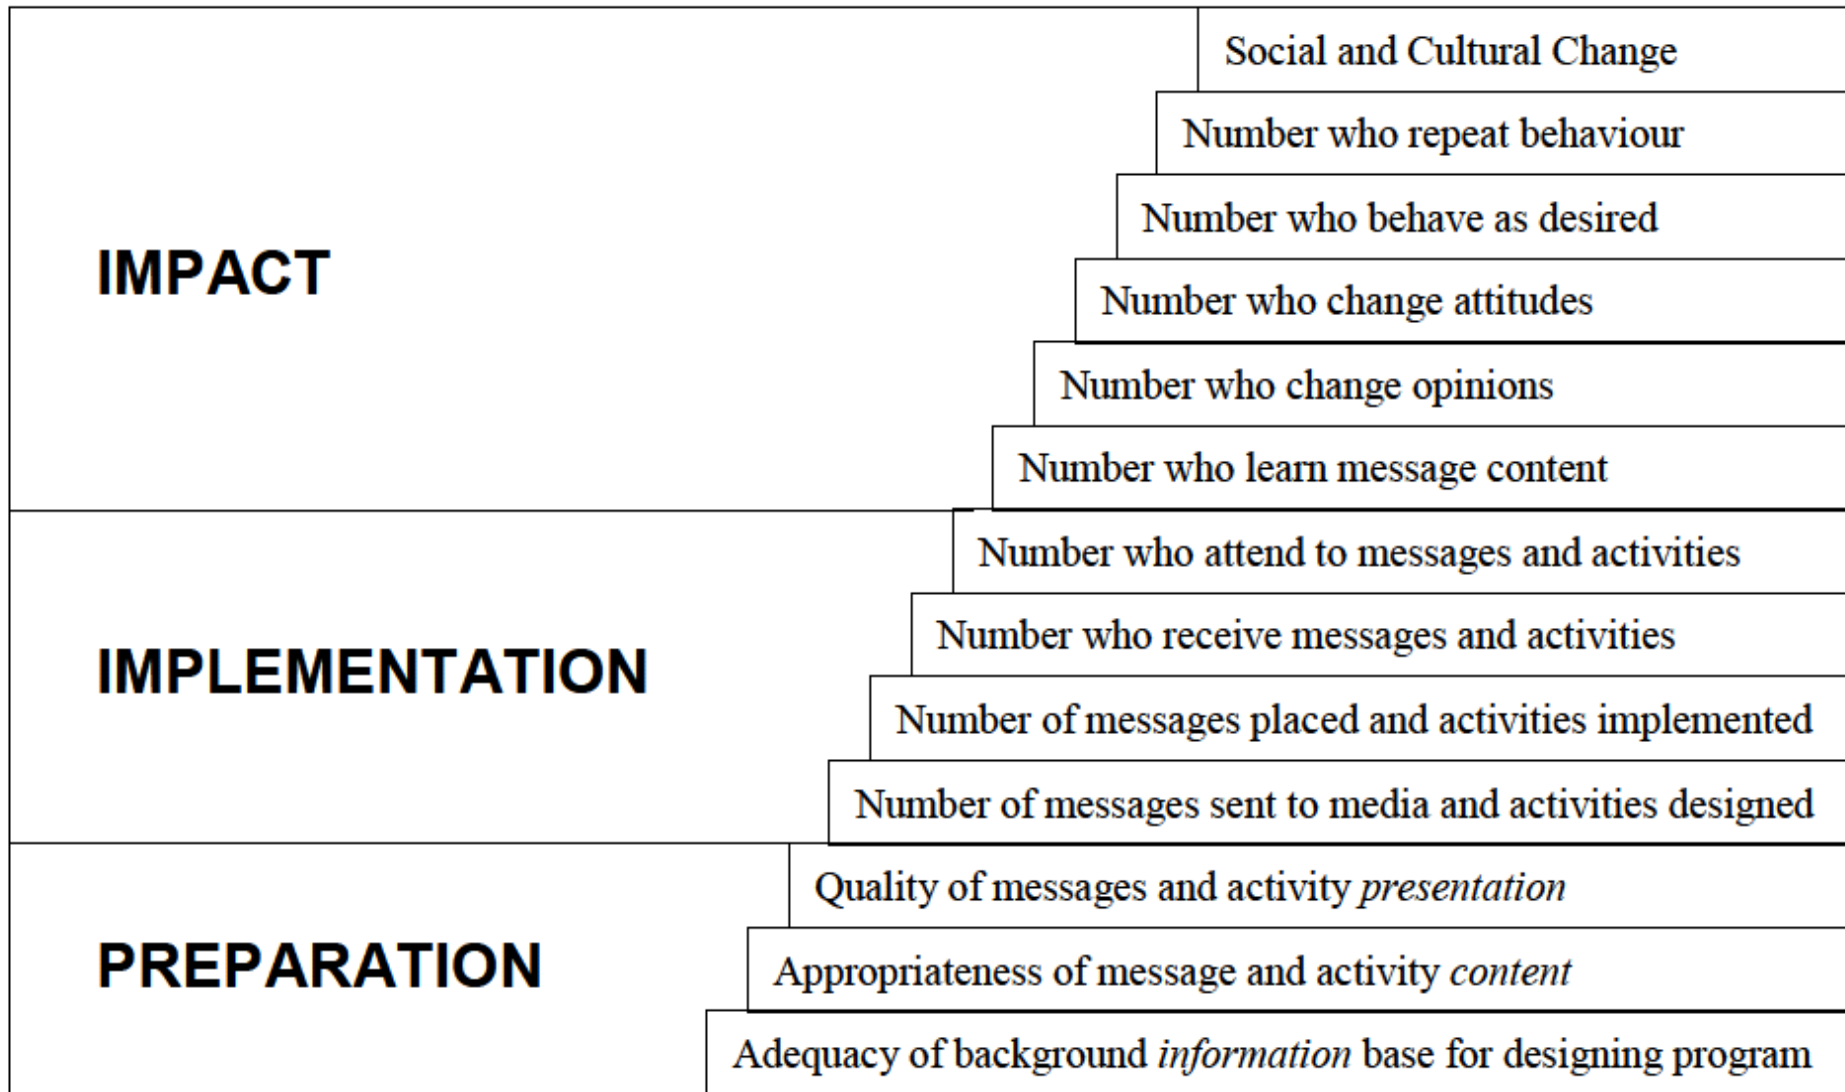 Social and Cultural Change
Number who repeat behaviour
Number who behave as desired
IMPACT
Number who change attitudes
Number who change opinions
Number who learn message content
Number who attend to messages and activities
Number who receive messages and activities
IMPLEMENTATION
Number of messages placed and activities implemented
Number of messages sent to media and activities designed
Quality of messages and activity presentation
PREPARATION
Appropriateness of message and activity content
Adequacy of background information base for designing program